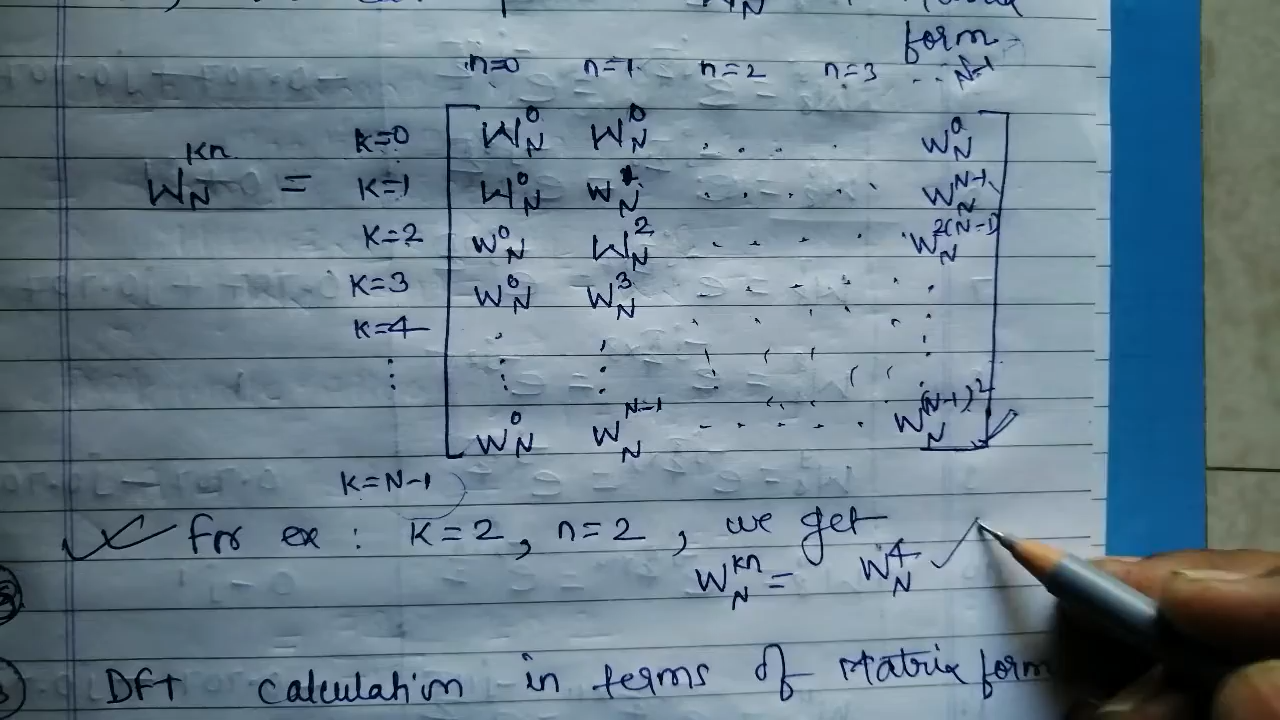 form
n=0 n=1 n=2 n=3 ... N-1
K=0 W_N^0 W_N^0 .... W_N^0
W_N^{Kn} = K=1 W_N^0 W_N^1 .... W_N^{N-1}
K=2 W_N^0 W_N^2 .... W_N^{2(N-1)}
K=3 W_N^0 W_N^3
K=4
W_N^0 W_N^{N-1} ..... W_N^{(N-1)^2}
K=N-1
for ex : K=2, n=2, we get
W_N^{kn} = W_N^4
DFT calculation in terms of Matrix form